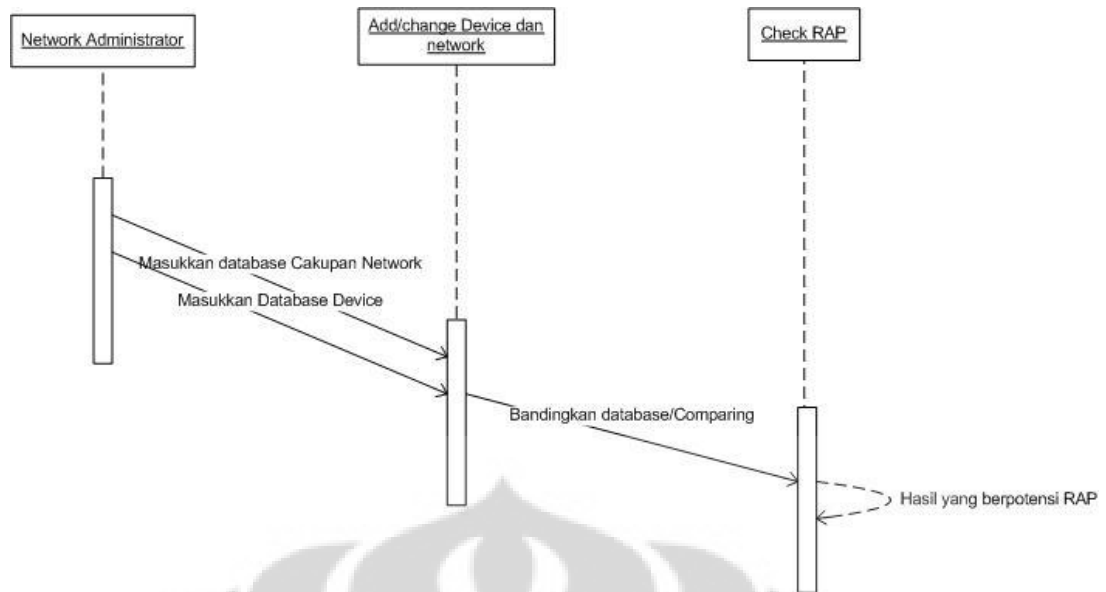 Network Administrator
Add/change Device dan
network
Check RAP
Masukkan database Cakupan Network
Masukkan Database Device
Bandingkan database/Comparing
Hasil yang berpotensi RAP